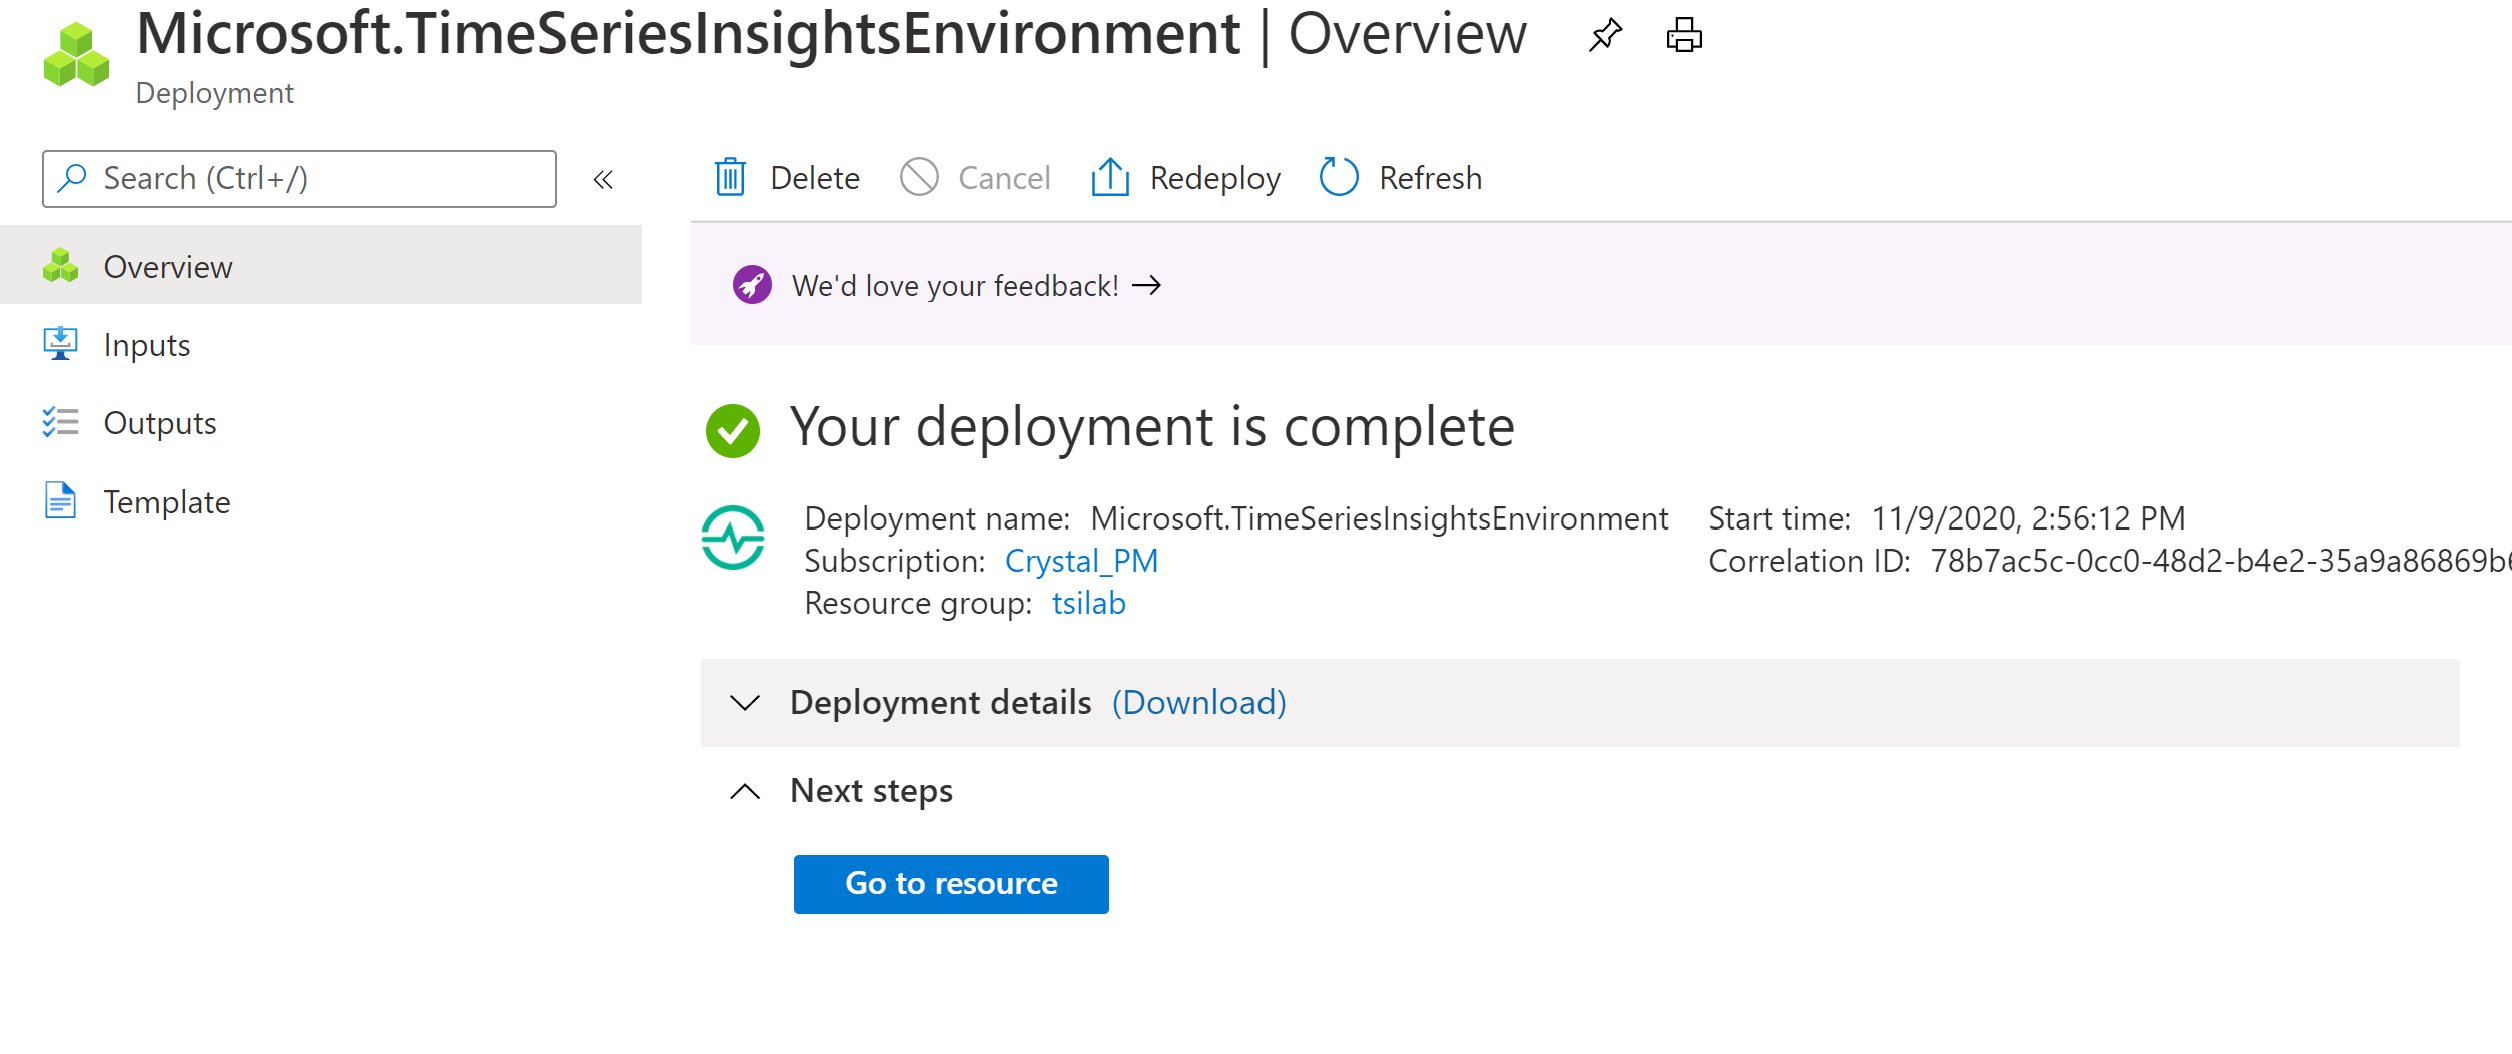 Microsoft.TimeSeriesInsightsEnvironment | Overview
Deployment
Search (Ctrl+/)
«
Delete
Cancel
Redeploy
Refresh
Overview
Inputs
Outputs
Template
We'd love your feedback! →
Your deployment is complete
Deployment name: Microsoft.TimeSeriesInsightsEnvironment
Subscription: Crystal_PM
Resource group: tsilab
Start time: 11/9/2020, 2:56:12 PM
Correlation ID: 78b7ac5c-0cc0-48d2-b4e2-35a9a86869b6
Deployment details (Download)
Next steps
Go to resource